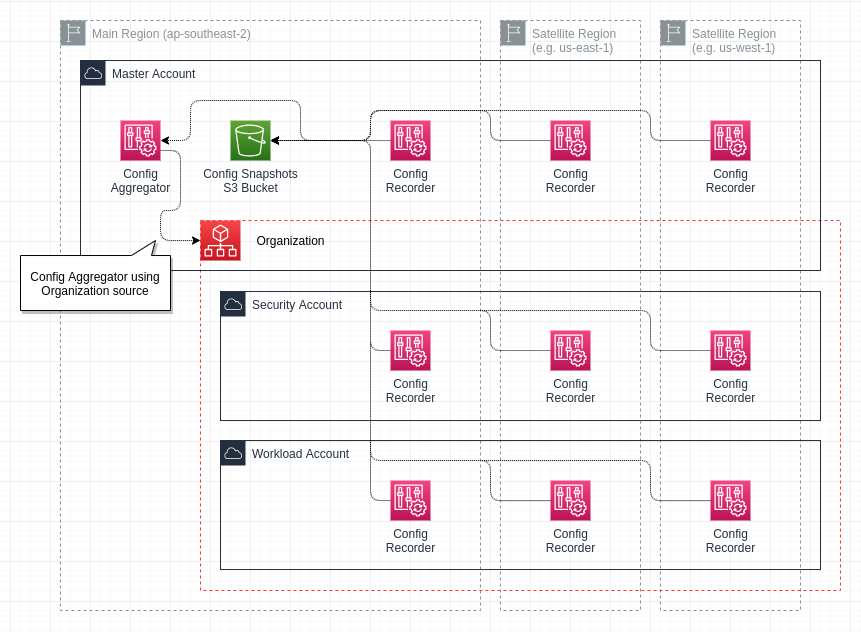 Main Region (ap-southeast-2)
Satellite Region
(e.g. us-east-1)
Satellite Region
(e.g. us-west-1)
Master Account
Config
Aggregator
Config Snapshots
S3 Bucket
Config
Recorder
Config
Recorder
Config
Recorder
Organization
Config Aggregator using
Organization source
Security Account
Config
Recorder
Config
Recorder
Config
Recorder
Workload Account
Config
Recorder
Config
Recorder
Config
Recorder